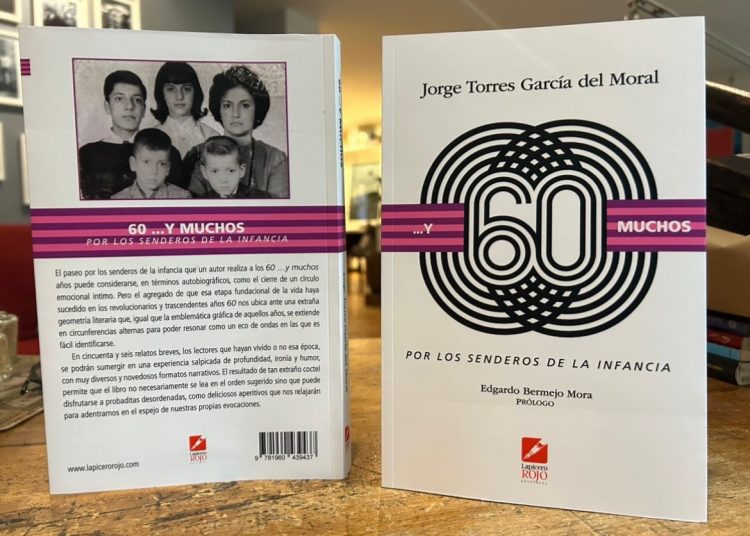 60 ...Y MUCHOS
POR LOS SENDEROS DE LA INFANCIA
El paseo por los senderos de la infancia que un autor realiza a los 60 ...y muchos
años puede considerarse, en términos autobiográficos, como el cierre de un círculo
emocional íntimo. Pero el agregado de que esa etapa fundacional de la vida haya
sucedido en los revolucionarios y trascendentes años 60 nos ubica ante una extraña
geometría literaria que, igual que la emblemática gráfica de aquellos años, se extiende
en circunferencias alternas para poder resonar como un eco de ondas en las que es
fácil identificarse.
En cincuenta y seis relatos breves, los lectores que hayan vivido o no esa época,
se podrán sumergir en una experiencia salpicada de profundidad, ironía y humor,
con muy diversos y novedosos formatos narrativos. El resultado de tan extraño coctel
permite que el libro no necesariamente se lea en el orden sugerido sino que puede
disfrutarse a probaditas desordenadas, como deliciosos aperitivos que nos relajarán
para adentrarnos en el espejo de nuestras propias evocaciones.
www.lapicerorojo.com
Lapicero
ROJO
EDITORIAL
9 781960 439437
60 ...Y MUCHOS
Jorge Torres García del Moral
...Y 60 MUCHOS
POR LOS SENDEROS DE LA INFANCIA
Edgardo Bermejo Mora
PRÓLOGO
Lapicero
ROJO
EDITORIAL